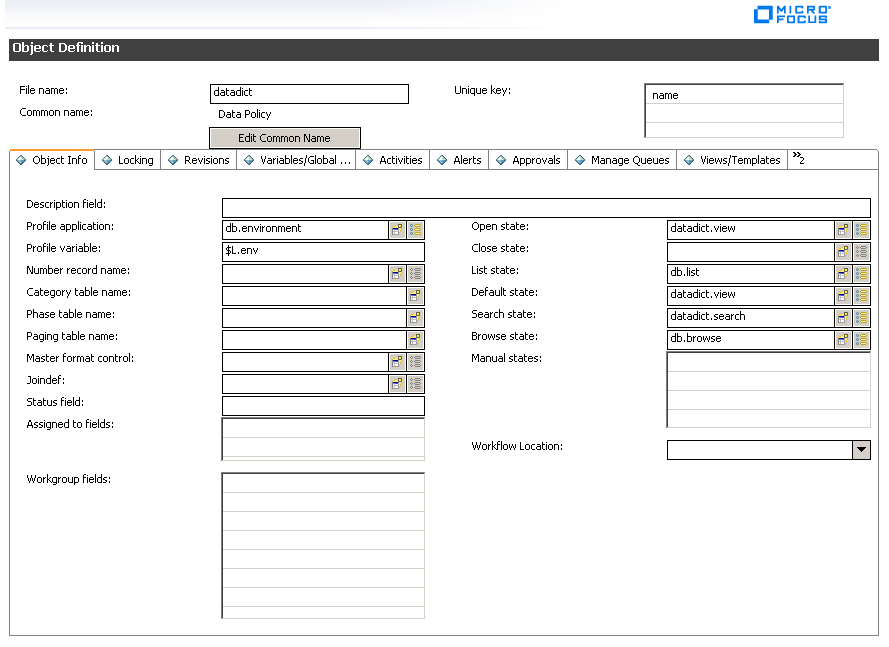 MICRO
FOCUS
Object Definition
File name: datadict Unique key: name
Common name: Data Policy
Edit Common Name
Object Info Locking Revisions Variables/Global ... Activities Alerts Approvals Manage Queues Views/Templates »2
Description field:
Profile application: db.environment Open state: datadict.view
Profile variable: $L.env Close state:
Number record name: List state: db.list
Category table name: Default state: datadict.view
Phase table name: Search state: datadict.search
Paging table name: Browse state: db.browse
Master format control: Manual states:
Joindef:
Status field:
Assigned to fields:
Workflow Location:
Workgroup fields: